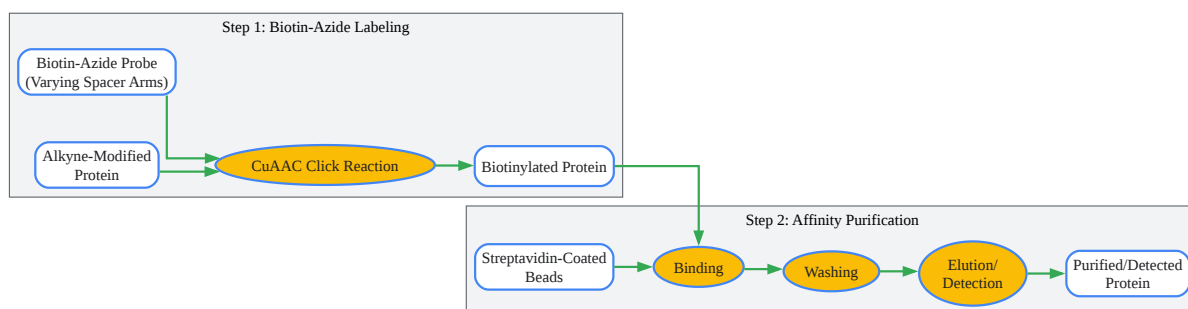 Step 1: Biotin-Azide Labeling
Biotin-Azide Probe
(Varying Spacer Arms)
Alkyne-Modified
Protein
CuAAC Click Reaction
Biotinylated Protein
Step 2: Affinity Purification
Streptavidin-Coated
Beads
Binding
Washing
Elution/
Detection
Purified/Detected
Protein